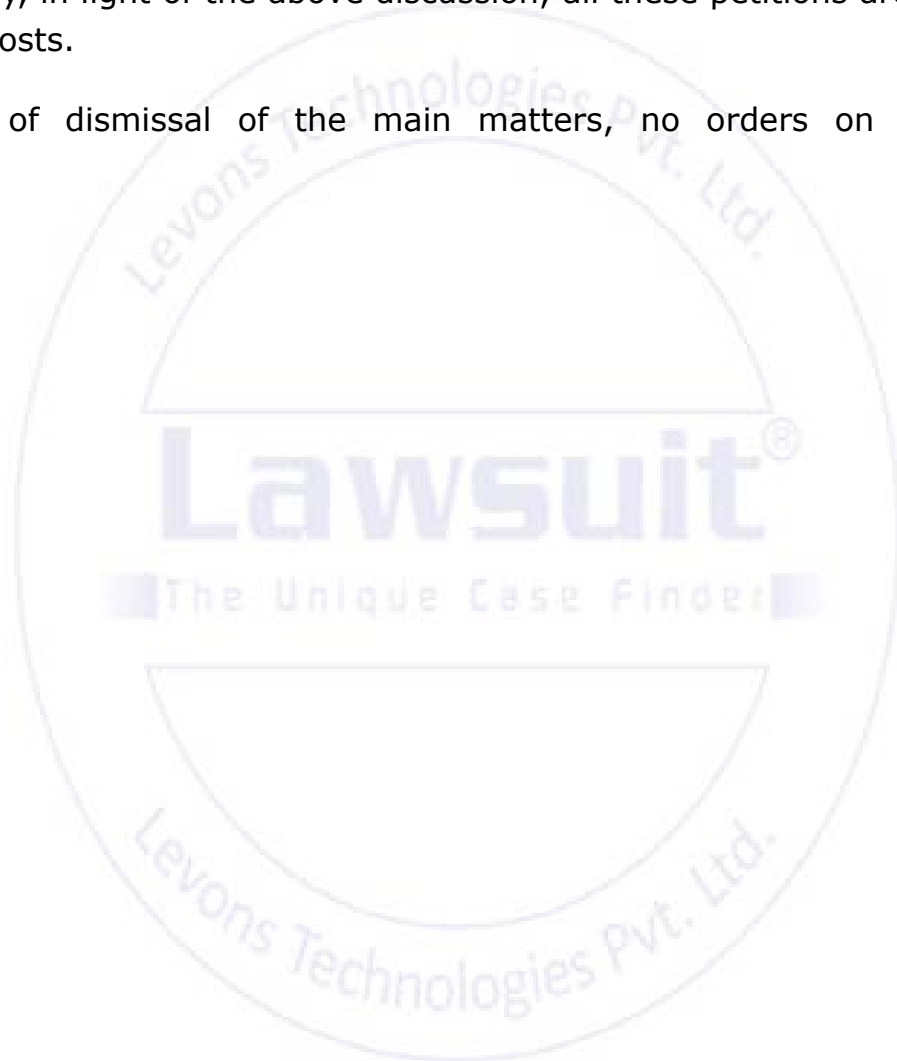 y, in light of the above discussion, all these petitions are
osts.
of dismissal of the main matters, no orders on
Levons Technologies Pvt. Ltd.
Lawsuit®
The Unique Case Finder
Levons Technologies Pvt. Ltd.